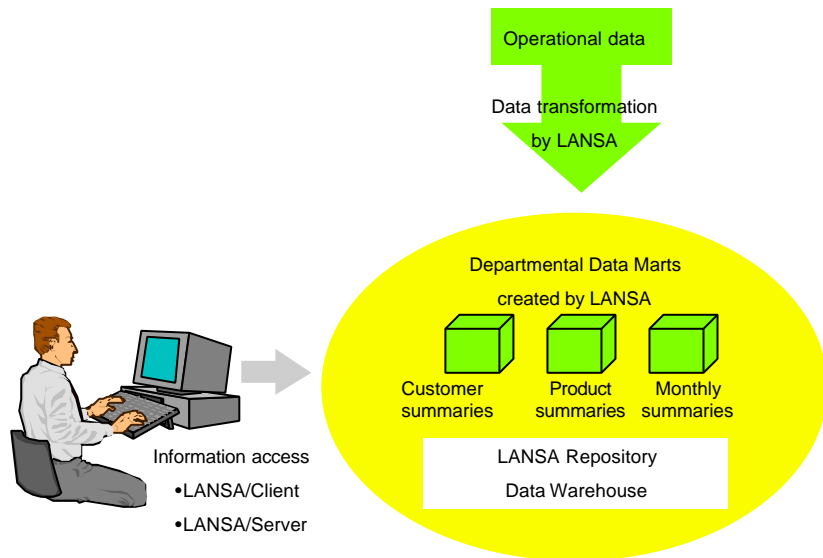 Operational data
Data transformation
by LANSA
Departmental Data Marts
created by LANSA
Customer
summaries
Product
summaries
Monthly
summaries
LANSA Repository
Data Warehouse
Information access
•LANSA/Client
•LANSA/Server